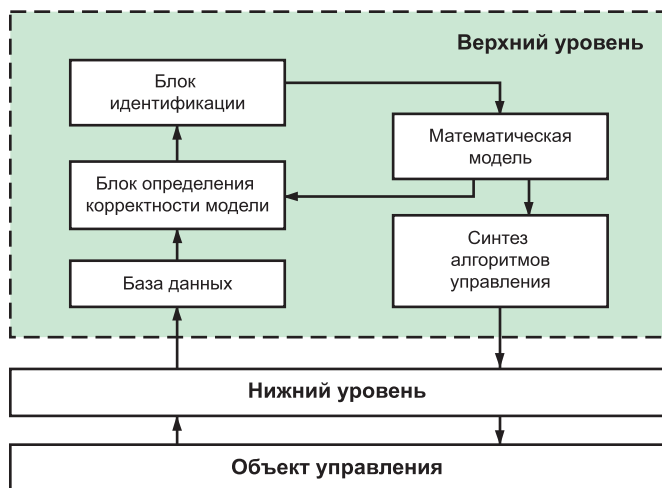 Верхний уровень
Блок
идентификации
Математическая
модель
Блок определения
корректности модели
Синтез
алгоритмов
управления
База данных
Нижний уровень
Объект управления